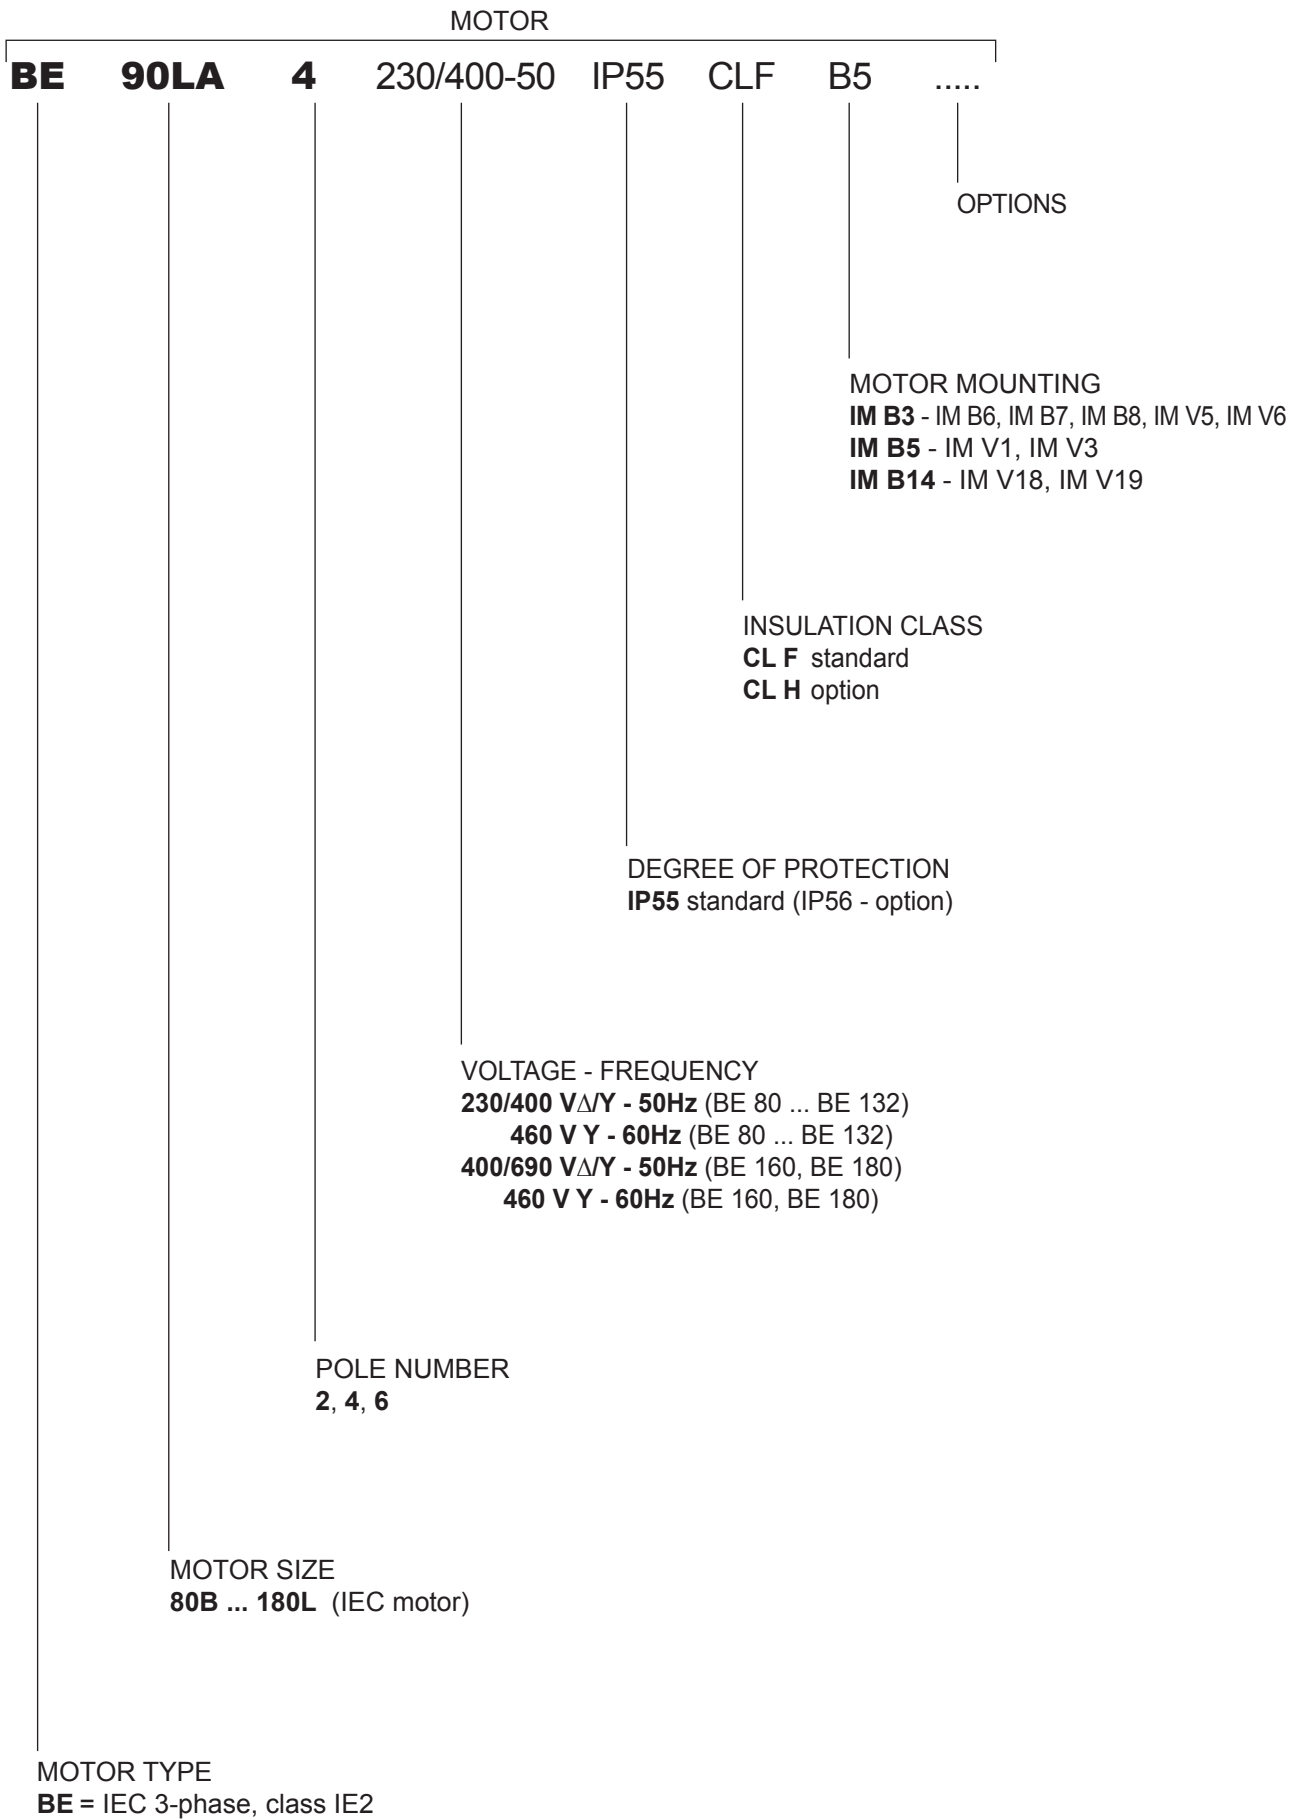 MOTOR
BE 90LA 4 230/400-50 IP55 CLF B5 .....
OPTIONS
MOTOR MOUNTING
IM B3 - IM B6, IM B7, IM B8, IM V5, IM V6
IM B5 - IM V1, IM V3
IM B14 - IM V18, IM V19
INSULATION CLASS
CL F standard
CL H option
DEGREE OF PROTECTION
IP55 standard (IP56 - option)
VOLTAGE - FREQUENCY
230/400 V∆/Y - 50Hz (BE 80 ... BE 132)
460 V Y - 60Hz (BE 80 ... BE 132)
400/690 V∆/Y - 50Hz (BE 160, BE 180)
460 V Y - 60Hz (BE 160, BE 180)
POLE NUMBER
2, 4, 6
MOTOR SIZE
80B ... 180L (IEC motor)
MOTOR TYPE
BE = IEC 3-phase, class IE2